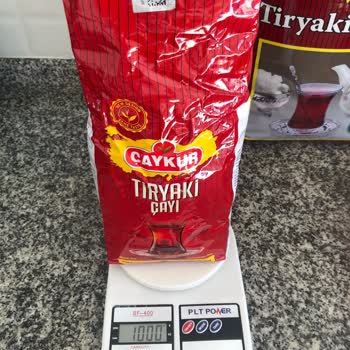 Tiryaki
ÇAYKUR
TİRYAKİ
ÇAYI
SF-400
PLT POWER
1000